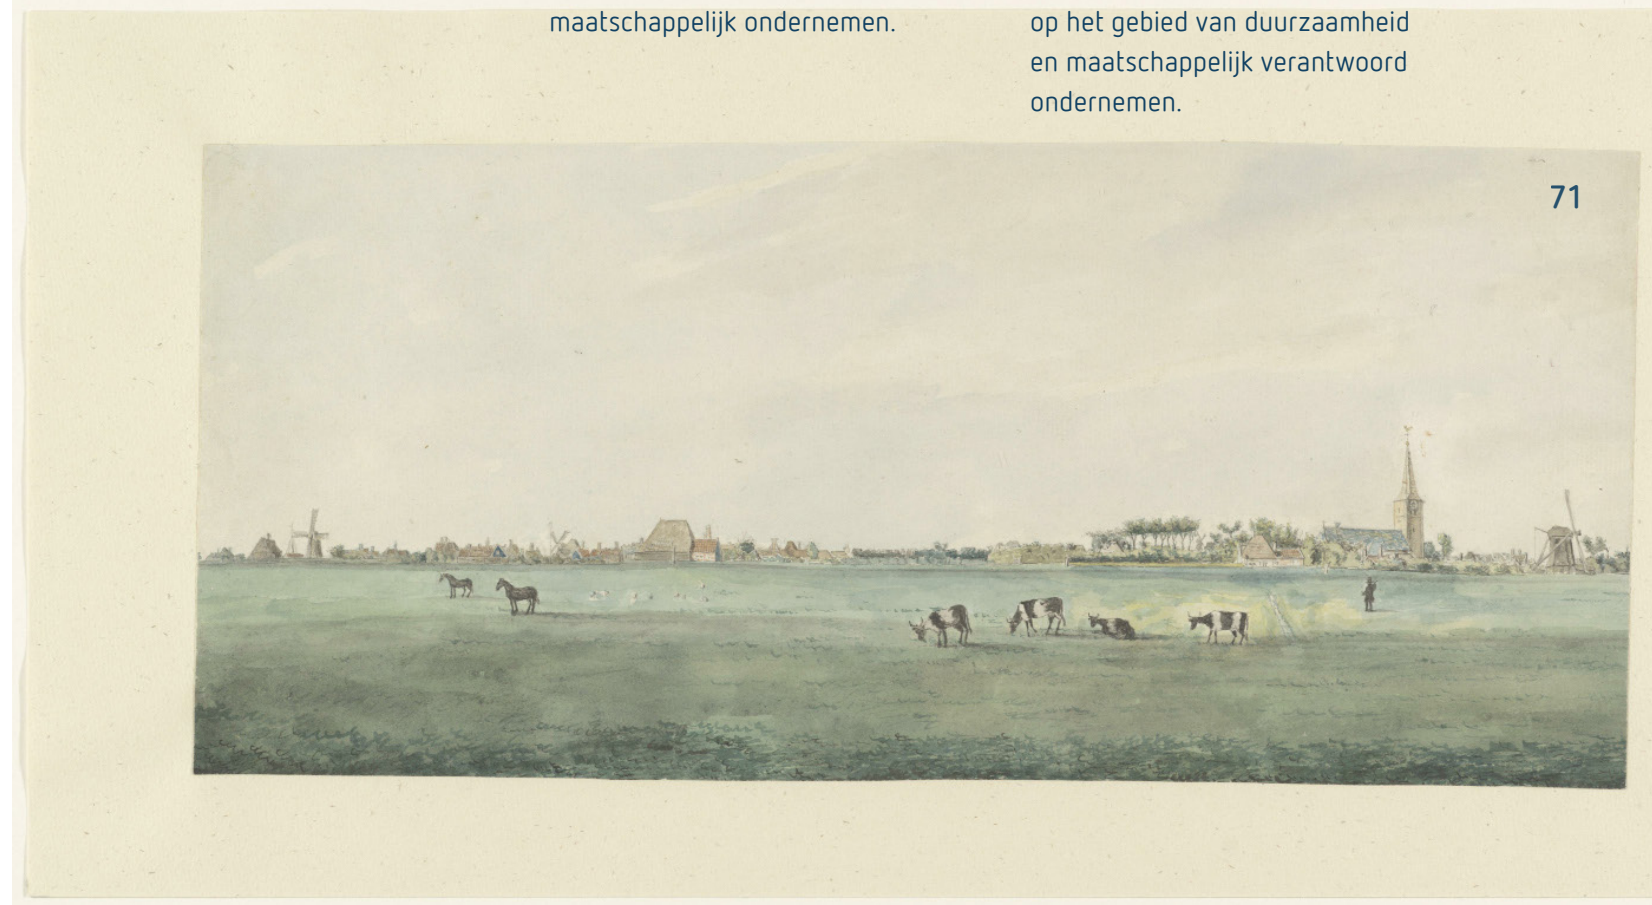 maatschappelijk ondernemen.
op het gebied van duurzaamheid
en maatschappelijk verantwoord
ondernemen.
71